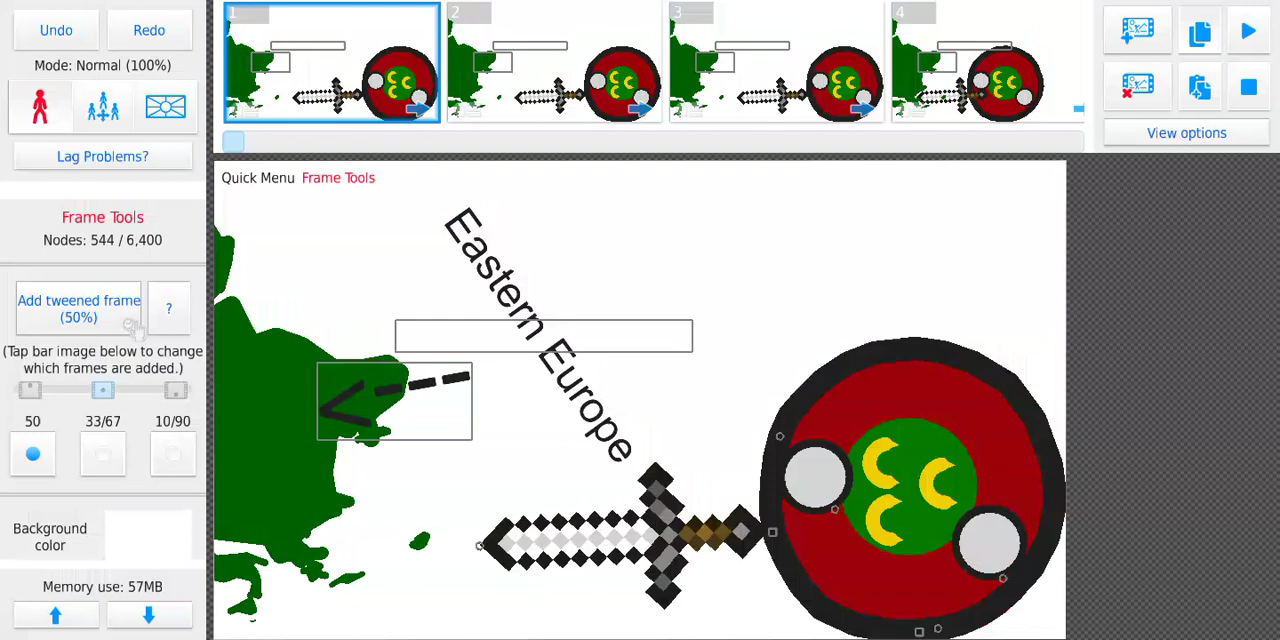 Undo
Redo
Mode: Normal (100%)
Lag Problems?
Frame Tools
Nodes: 544 / 6,400
Add tweened frame
(50%)
?
(Tap bar image below to change
which frames are added.)
50
33/67
10/90
Background
color
Memory use: 57MB
1
2
3
4
View options
Quick Menu
Frame Tools
Eastern Europe